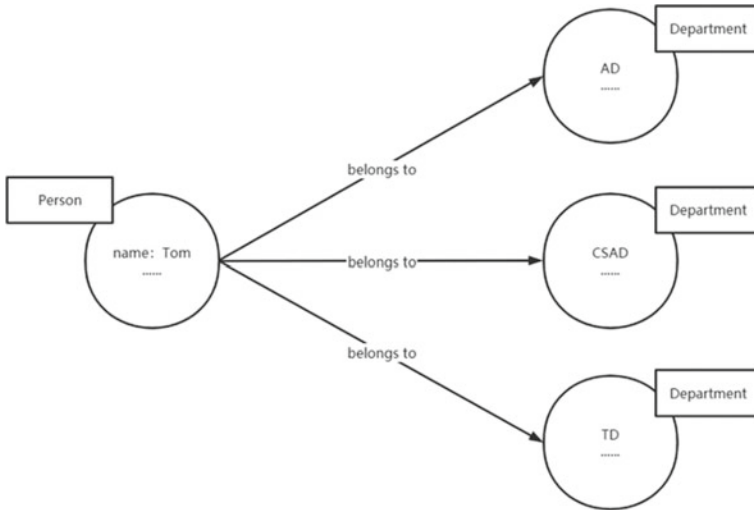 Department
AD
......
belongs to
Person
name: Tom
......
Department
belongs to
CSAD
......
belongs to
Department
TD
......